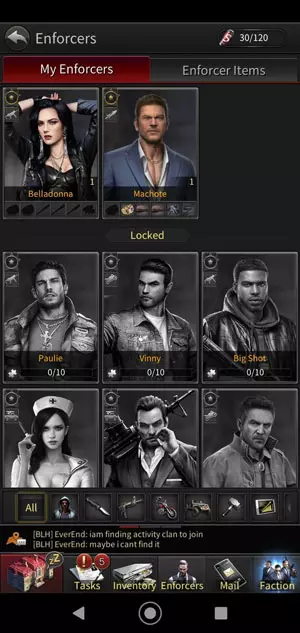 Enforcers
30/120
My Enforcers
Enforcer Items
1
Belladonna
1
Machote
Locked
Paulie
0/10
Vinny
0/10
Big Shot
0/10
All
[BLH] EverEnd: iam finding activity clan to join
[BLH] EverEnd: maybe i cant find it
5
Tasks
Inventory
Enforcers
Mail
Faction